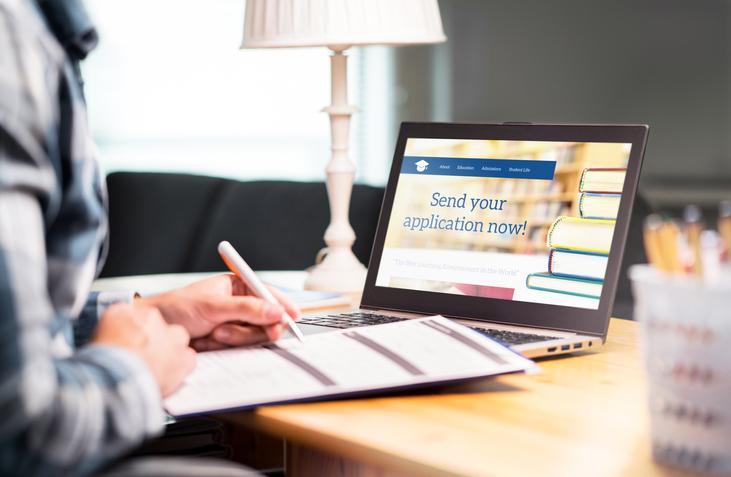 About Education Admissions Student Life
Send your
application now!
"The Best Learning Environment in the World"